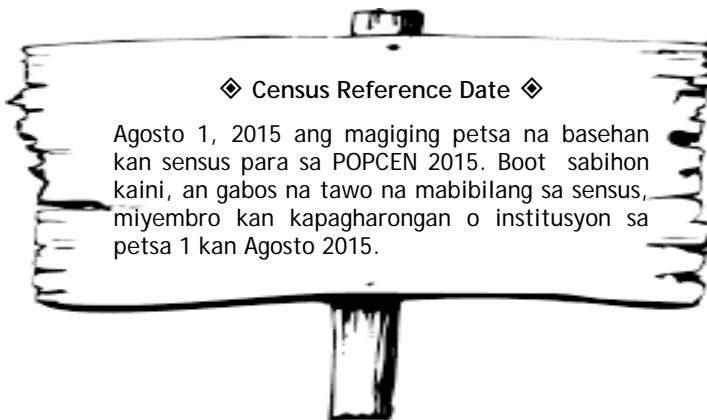 ◈ Census Reference Date ◈
Agosto 1, 2015 ang magiging petsa na basehan
kan sensus para sa POPCEN 2015. Boot sabihon
kaini, an gabos na tawo na mabibilang sa sensus,
miyembro kan kapagharongan o institusyon sa
petsa 1 kan Agosto 2015.